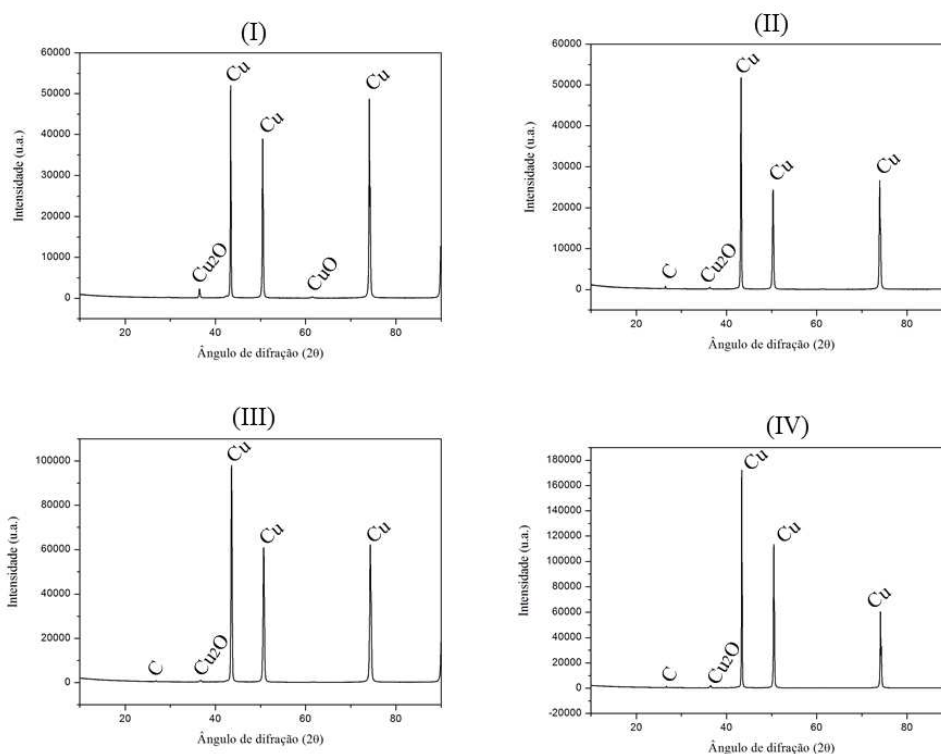 (I)
60000
50000
40000
30000
20000
10000
0
Intensidade (u.a.)
Cu
Cu
Cu
Cu₂O
CuO
20
40
60
80
Ângulo de difração (2θ)
(II)
60000
50000
40000
30000
20000
10000
0
Intensidade (u.a.)
Cu
Cu
Cu
C
Cu₂O
20
40
60
80
Ângulo de difração (2θ)
(III)
100000
80000
60000
40000
20000
0
Intensidade (u.a.)
Cu
Cu
Cu
C
Cu₂O
20
40
60
80
Ângulo de difração (2θ)
(IV)
180000
160000
140000
120000
100000
80000
60000
40000
20000
0
-20000
Intensidade (u.a.)
Cu
Cu
Cu
C
Cu₂O
20
40
60
80
Ângulo de difração (2θ)